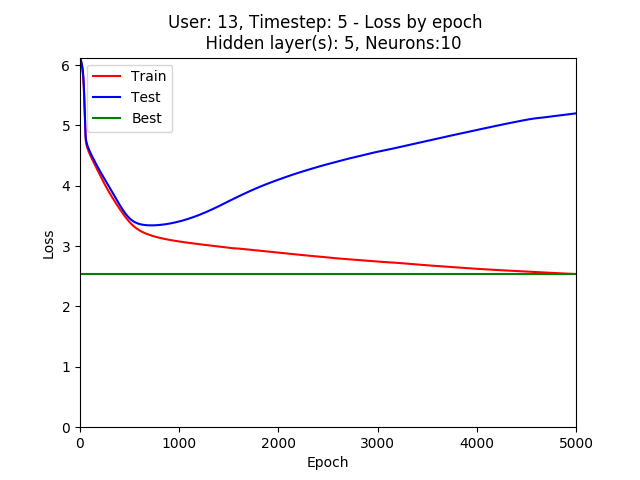 User: 13, Timestep: 5 - Loss by epoch
Hidden layer(s): 5, Neurons:10
6
5
4
3
2
1
0
Loss
Train
Test
Best
0 1000 2000 3000 4000 5000
Epoch